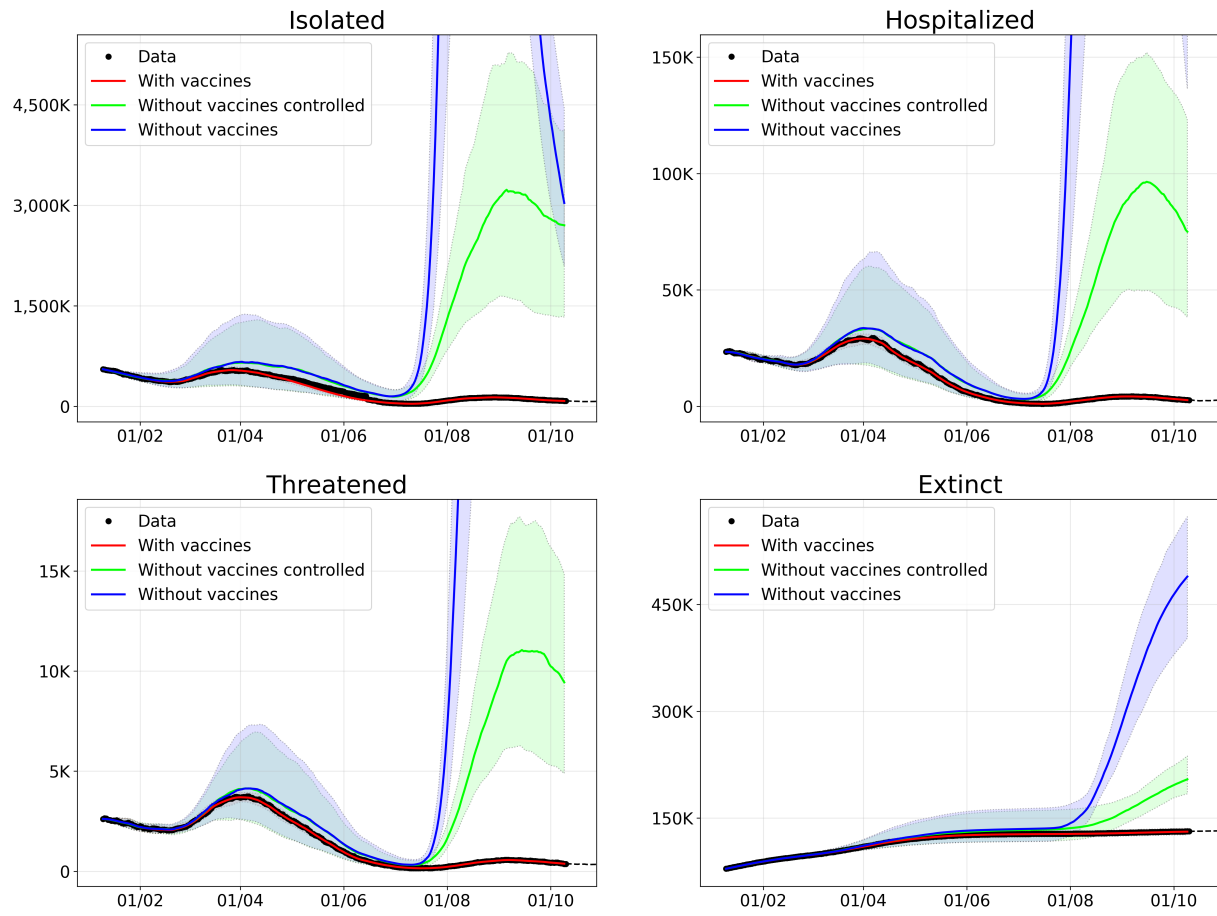 Isolated
Data
With vaccines
Without vaccines controlled
Without vaccines
4,500K
3,000K
1,500K
0
01/02 01/04 01/06 01/08 01/10
Hospitalized
Data
With vaccines
Without vaccines controlled
Without vaccines
150K
100K
50K
0
01/02 01/04 01/06 01/08 01/10
Threatened
Data
With vaccines
Without vaccines controlled
Without vaccines
15K
10K
5K
0
01/02 01/04 01/06 01/08 01/10
Extinct
Data
With vaccines
Without vaccines controlled
Without vaccines
450K
300K
150K
01/02 01/04 01/06 01/08 01/10